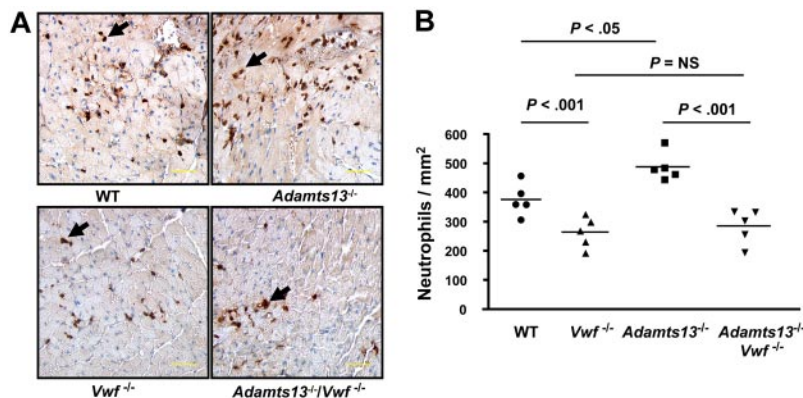 A
WT
Adamts13-/-
Vwf -/-
Adamts13-/-/Vwf -/-
B
P < .05
P = NS
P < .001
P < .001
Neutrophils / mm²
600
500
400
300
200
100
0
WT
Vwf -/-
Adamts13-/-
Adamts13-/-
Vwf -/-